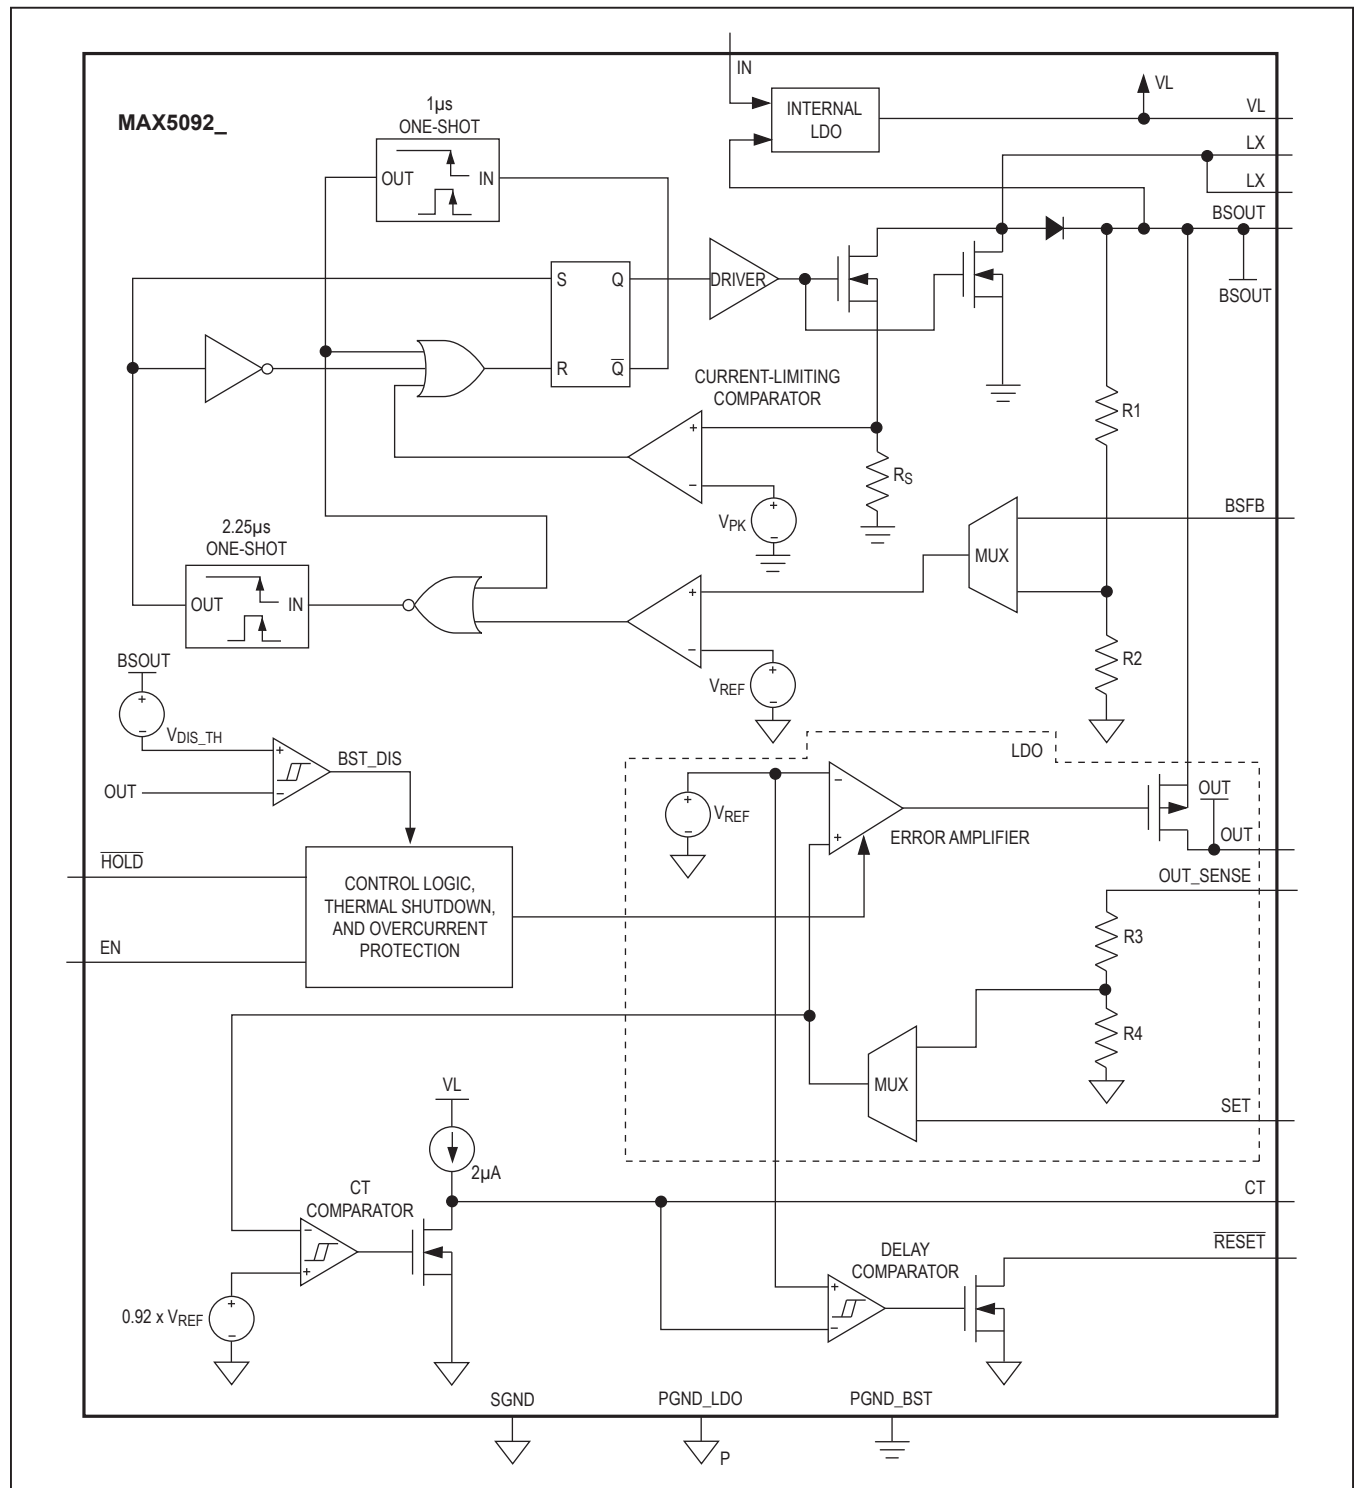 IN
VL
MAX5092_
1µs
ONE-SHOT
INTERNAL
LDO
VL
LX
OUT
IN
LX
BSOUT
S
Q
DRIVER
BSOUT
R
Q̅
CURRENT-LIMITING
COMPARATOR
R1
+
RS
−
VPK
+
−
BSFB
2.25µs
ONE-SHOT
MUX
OUT
IN
+
−
R2
VREF
+
−
BSOUT
+
−
VDIS_TH
+
BST_DIS
LDO
OUT
−
−
+
VREF
−
+
ERROR AMPLIFIER
OUT
OUT
H̅O̅L̅D̅
OUT_SENSE
CONTROL LOGIC,
THERMAL SHUTDOWN,
AND OVERCURRENT
PROTECTION
R3
EN
R4
VL
MUX
SET
2µA
CT
COMPARATOR
CT
−
+
R̅E̅S̅E̅T̅
DELAY
COMPARATOR
+
−
0.92 x VREF
+
−
SGND
PGND_LDO
PGND_BST
P